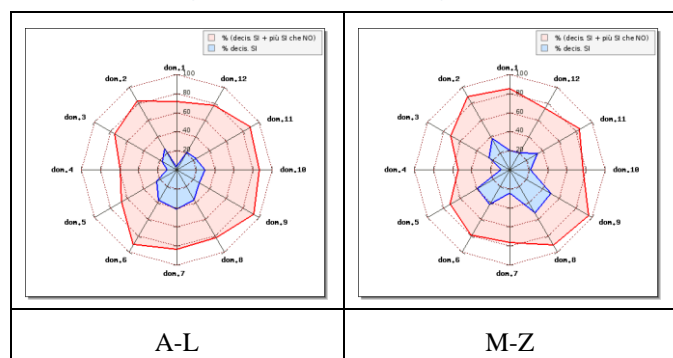 % (decis. SI + più SI che NO)
% decis. SI
dom.1
100
80
60
40
20
dom.2
dom.12
dom.3
dom.11
dom.4
dom.10
dom.5
dom.9
dom.6
dom.8
dom.7
% (decis. SI + più SI che NO)
% decis. SI
dom.1
100
80
60
40
20
dom.2
dom.12
dom.3
dom.11
dom.4
dom.10
dom.5
dom.9
dom.6
dom.8
dom.7
A-L
M-Z